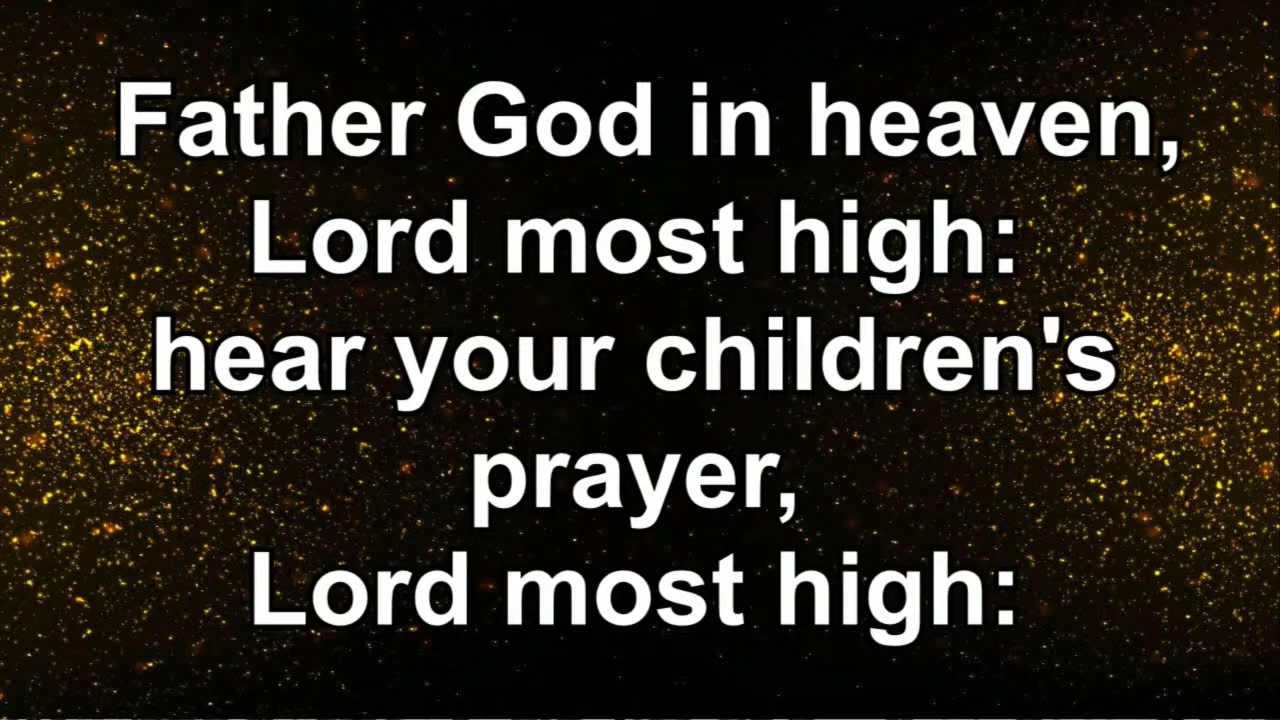 Father God in heaven,
Lord most high:
hear your children's
prayer,
Lord most high: